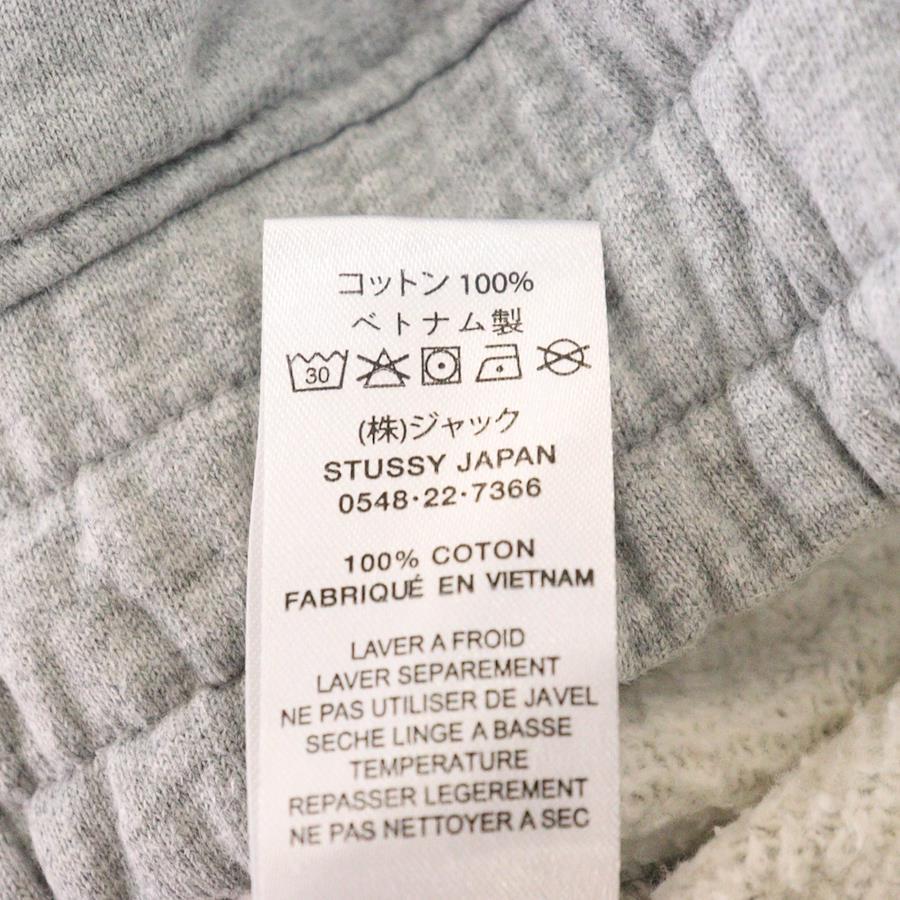 コットン 100%
ベトナム製
30
(株)ジャック
STUSSY JAPAN
0548·22·7366
100% COTON
FABRIQUÉ EN VIETNAM
LAVER A FROID
LAVER SEPAREMENT
NE PAS UTILISER DE JAVEL
SECHE LINGE A BASSE
TEMPERATURE
REPASSER LEGEREMENT
NE PAS NETTOYER A SEC